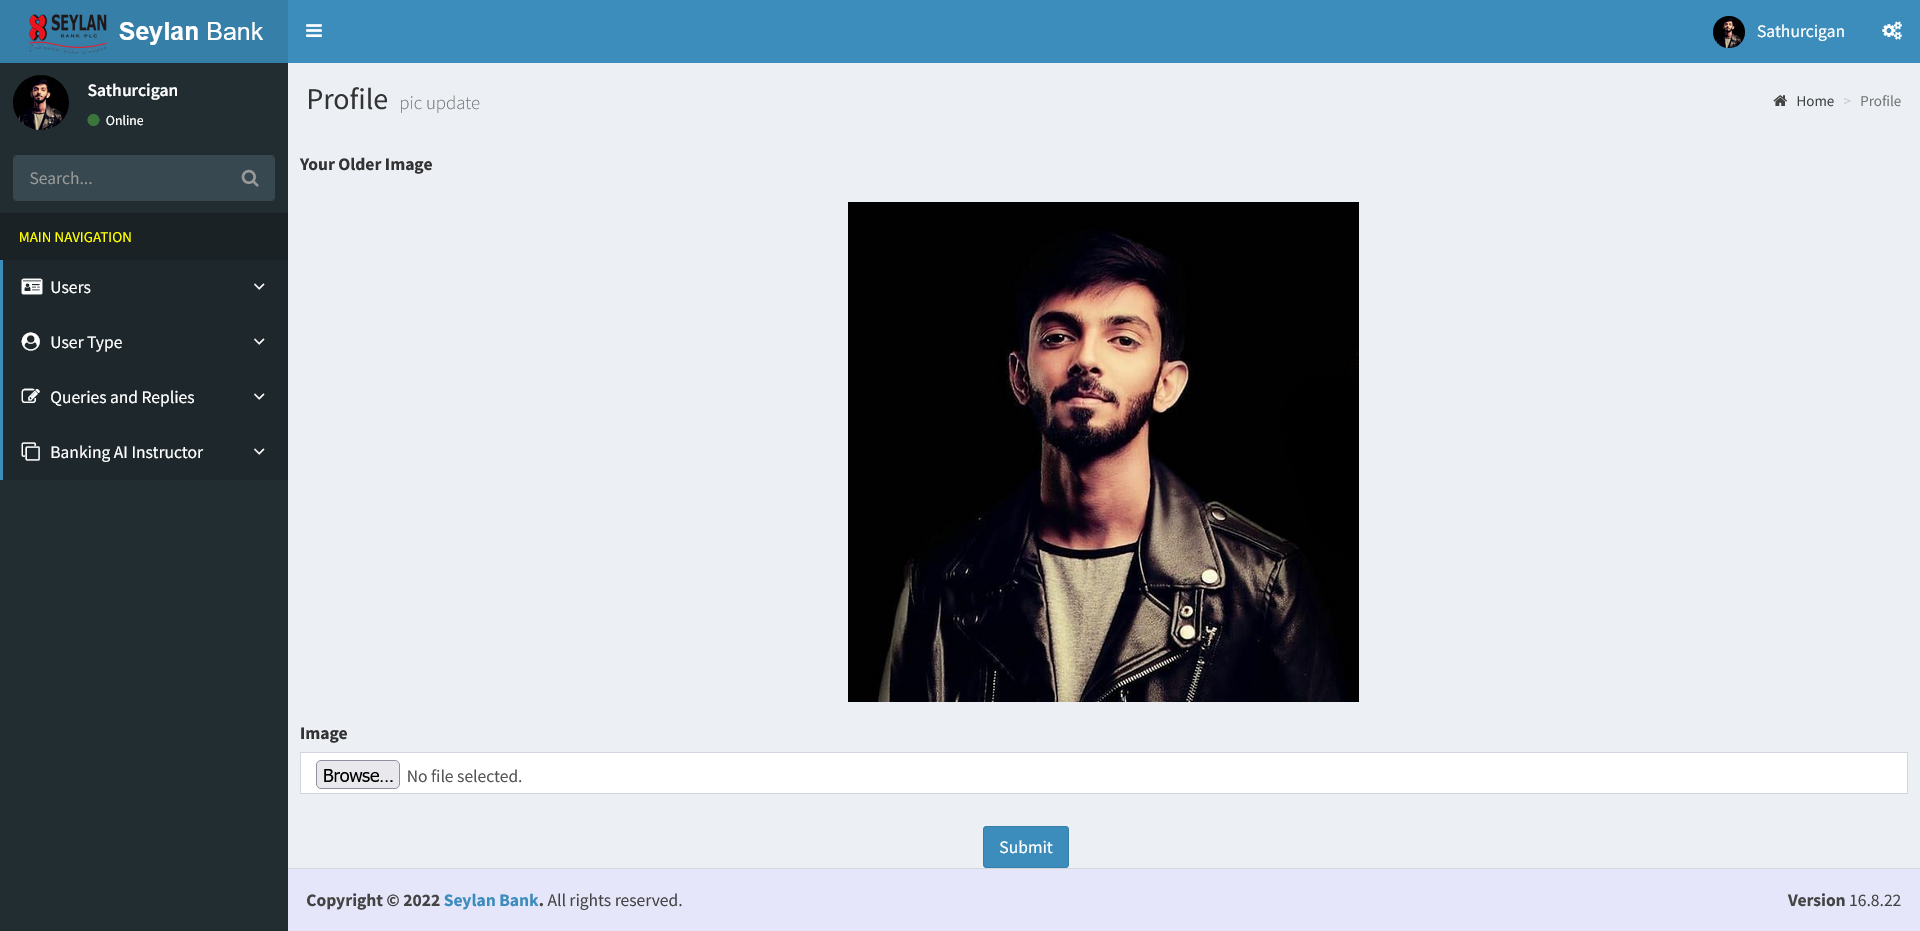 SEYLAN
BANK PLC
Seylan Bank
Sathurcigan
Sathurcigan
Online
Search...
MAIN NAVIGATION
Users
User Type
Queries and Replies
Banking AI Instructor
Profile pic update
Home > Profile
Your Older Image
Image
Browse... No file selected.
Submit
Copyright © 2022 Seylan Bank. All rights reserved.
Version 16.8.22